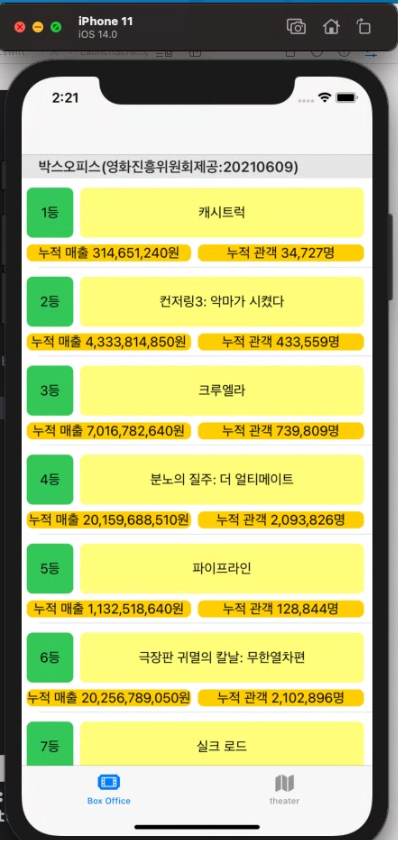 iPhone 11
iOS 14.0
2:21
박스오피스(영화진흥위원회제공:20210609)
1등
캐시트럭
누적 매출 314,651,240원
누적 관객 34,727명
2등
컨저링3: 악마가 시켰다
누적 매출 4,333,814,850원
누적 관객 433,559명
3등
크루엘라
누적 매출 7,016,782,640원
누적 관객 739,809명
4등
분노의 질주: 더 얼티메이트
누적 매출 20,159,688,510원
누적 관객 2,093,826명
5등
파이프라인
누적 매출 1,132,518,640원
누적 관객 128,844명
6등
극장판 귀멸의 칼날: 무한열차편
누적 매출 20,256,789,050원
누적 관객 2,102,896명
7등
실크 로드
Box Office
theater